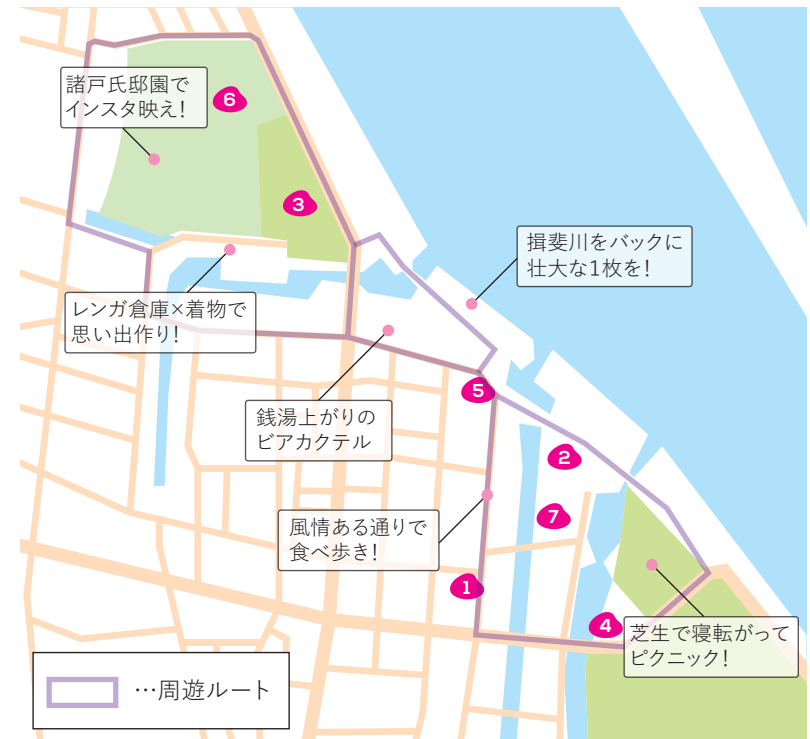 諸戸氏邸園で
インスタ映え!
6
3
揖斐川をバックに
壮大な1枚を!
レンガ倉庫×着物で
思い出作り!
銭湯上がりの
ビアカクテル
5
2
風情ある通りで
食べ歩き!
7
1
4
芝生で寝転がって
ピクニック!
…周遊ルート